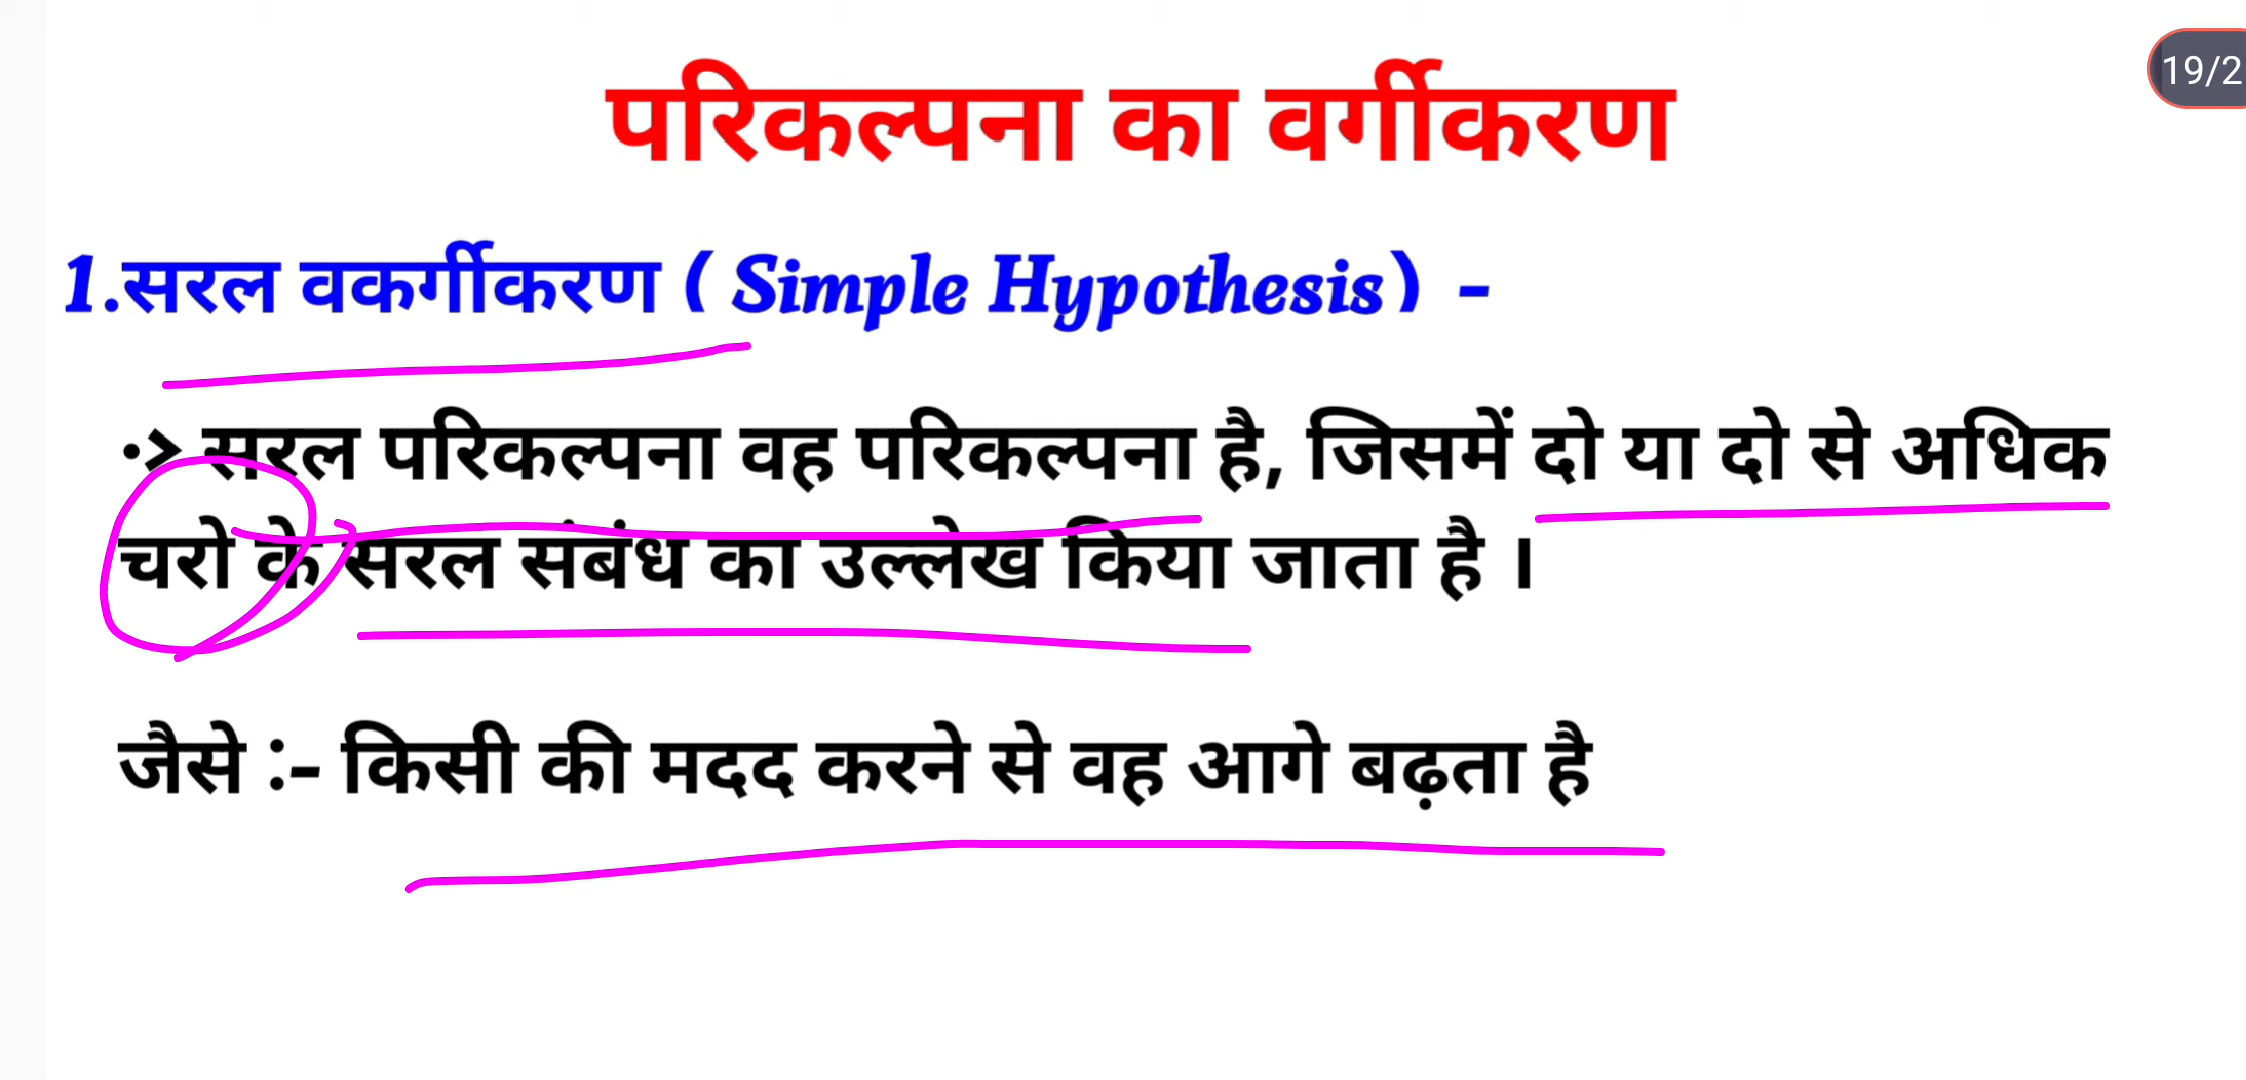 परिकल्पना का वर्गीकरण
19/2
1.सरल वकर्गीकरण ( Simple Hypothesis) -
·> सरल परिकल्पना वह परिकल्पना है, जिसमें दो या दो से अधिक
चरो के सरल संबंध का उल्लेख किया जाता है ।
जैसे :- किसी की मदद करने से वह आगे बढ़ता है